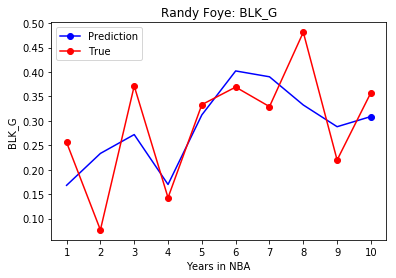 Randy Foye: BLK_G
Prediction
True
BLK_G
0.50
0.45
0.40
0.35
0.30
0.25
0.20
0.15
0.10
1 2 3 4 5 6 7 8 9 10
Years in NBA